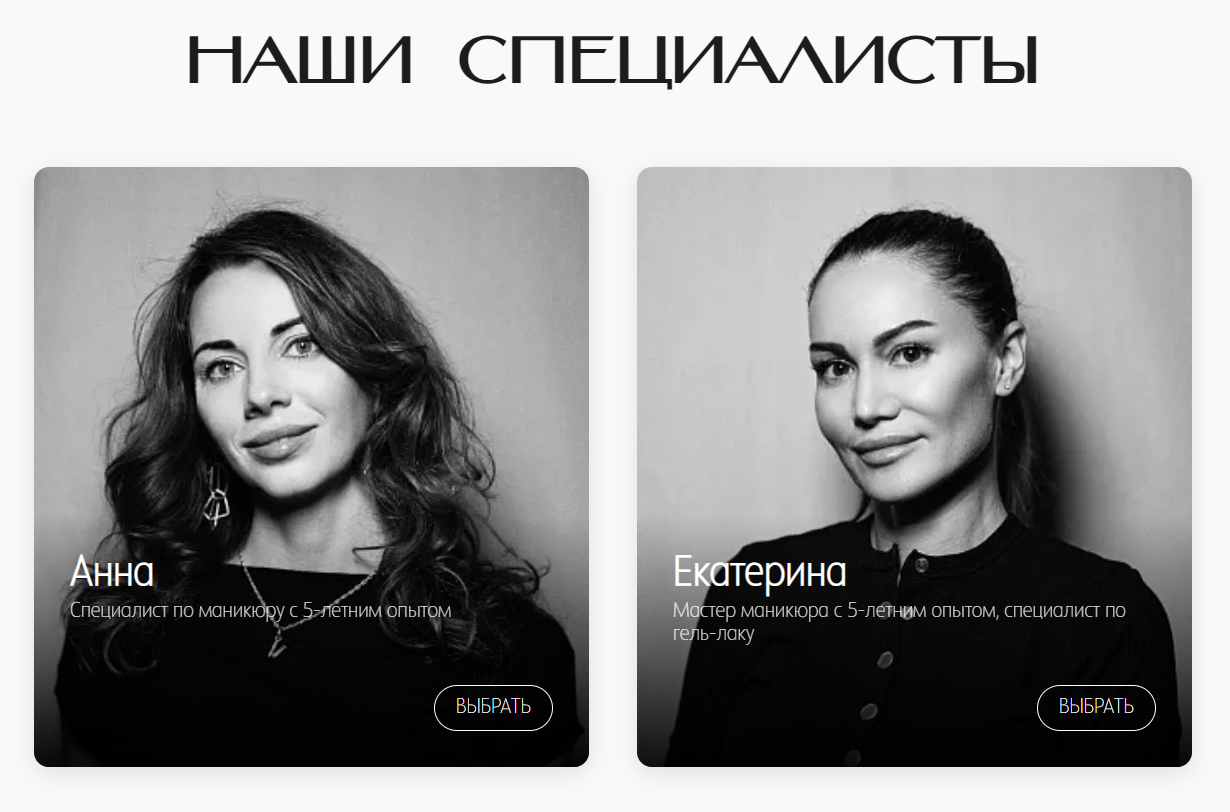 НАШИ СПЕЦИАЛИСТЫ
Анна
Специалист по маникюру с 5-летним опытом
ВЫБРАТЬ
Екатерина
Мастер маникюра с 5-летним опытом, специалист по
гель-лаку
ВЫБРАТЬ